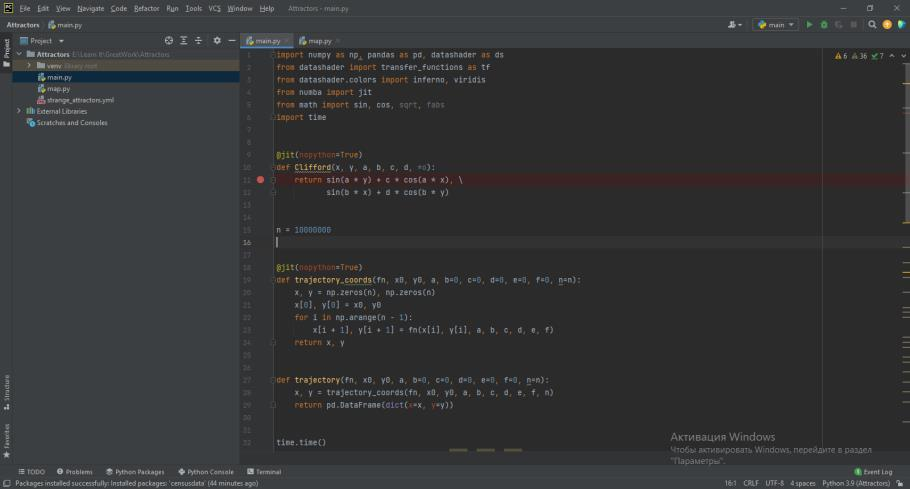 File Edit View Navigate Code Refactor Run Tools VCS Window Help Attractors - main.py
Attractors main.py
main
Project
main.py
map.py
Attractors E:\Learn It\GreatWork\Attractors
venv library root
main.py
map.py
strange_attractors.yml
External Libraries
Scratches and Consoles
Project
Structure
Favorites
6 36 7
1 import numpy as np, pandas as pd, datashader as ds
2 from datashader import transfer_functions as tf
3 from datashader.colors import inferno, viridis
4 from numba import jit
5 from math import sin, cos, sqrt, fabs
6 import time
7
8
9 @jit(nopython=True)
10 def Clifford(x, y, a, b, c, d, *o):
11 return sin(a * y) + c * cos(a * x), \
12 sin(b * x) + d * cos(b * y)
13
14
15 n = 10000000
16
17
18 @jit(nopython=True)
19 def trajectory_coords(fn, x0, y0, a, b=0, c=0, d=0, e=0, f=0, n=n):
20 x, y = np.zeros(n), np.zeros(n)
21 x[0], y[0] = x0, y0
22 for i in np.arange(n - 1):
23 x[i + 1], y[i + 1] = fn(x[i], y[i], a, b, c, d, e, f)
24 return x, y
25
26
27 def trajectory(fn, x0, y0, a, b=0, c=0, d=0, e=0, f=0, n=n):
28 x, y = trajectory_coords(fn, x0, y0, a, b, c, d, e, f, n)
29 return pd.DataFrame(dict(x=x, y=y))
30
31
32 time.time()
Активация Windows
Чтобы активировать Windows, перейдите в раздел
"Параметры".
TODO Problems Python Packages Python Console Terminal Event Log
Packages installed successfully: Installed packages: 'censusdata' (44 minutes ago) 16:1 CRLF UTF-8 4 spaces Python 3.9 (Attractors)